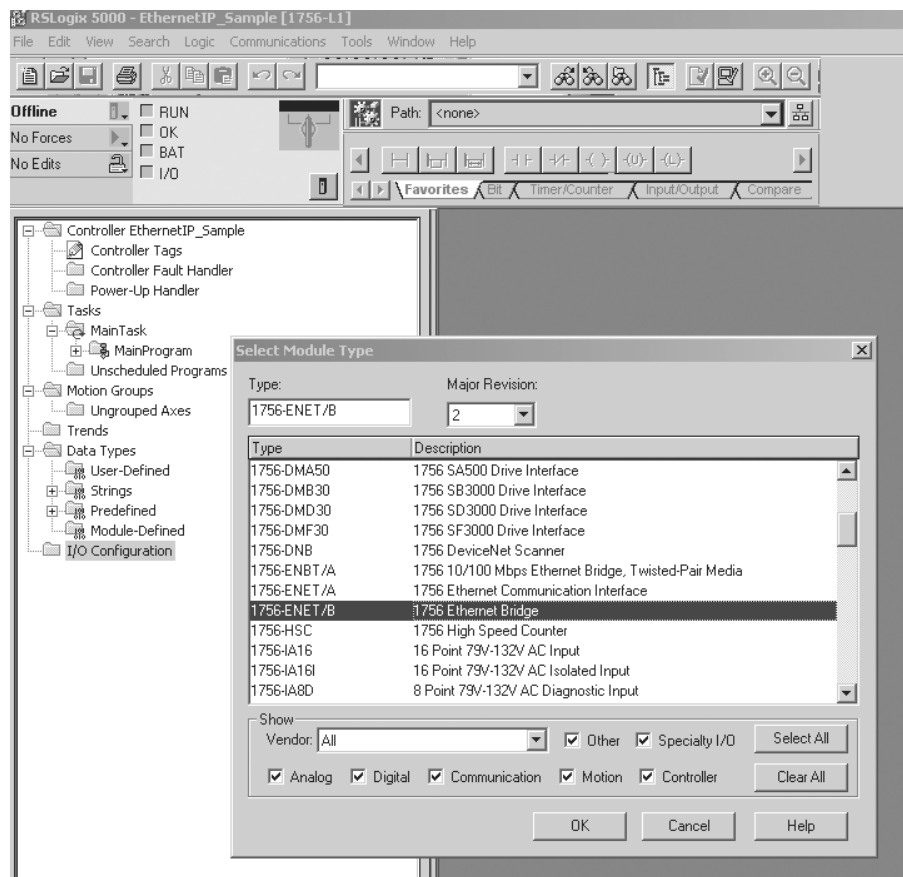 RSLogix 5000 - EthernetIP_Sample [1756-L1]
File Edit View Search Logic Communications Tools Window Help
Offline
RUN
No Forces
OK
No Edits
BAT
I/O
Path: <none>
Favorites Bit Timer/Counter Input/Output Compare
Controller EthernetIP_Sample
Controller Tags
Controller Fault Handler
Power-Up Handler
Tasks
MainTask
MainProgram
Unscheduled Programs
Motion Groups
Ungrouped Axes
Trends
Data Types
User-Defined
Strings
Predefined
Module-Defined
I/O Configuration
Select Module Type
Type: Major Revision:
1756-ENET/B 2
Type Description
1756-DMA50 1756 SA500 Drive Interface
1756-DMB30 1756 SB3000 Drive Interface
1756-DMD30 1756 SD3000 Drive Interface
1756-DMF30 1756 SF3000 Drive Interface
1756-DNB 1756 DeviceNet Scanner
1756-ENBT/A 1756 10/100 Mbps Ethernet Bridge, Twisted-Pair Media
1756-ENET/A 1756 Ethernet Communication Interface
1756-ENET/B 1756 Ethernet Bridge
1756-HSC 1756 High Speed Counter
1756-IA16 16 Point 79V-132V AC Input
1756-IA16I 16 Point 79V-132V AC Isolated Input
1756-IA8D 8 Point 79V-132V AC Diagnostic Input
Show
Vendor: All Other Specialty I/O Select All
Analog Digital Communication Motion Controller Clear All
OK Cancel Help